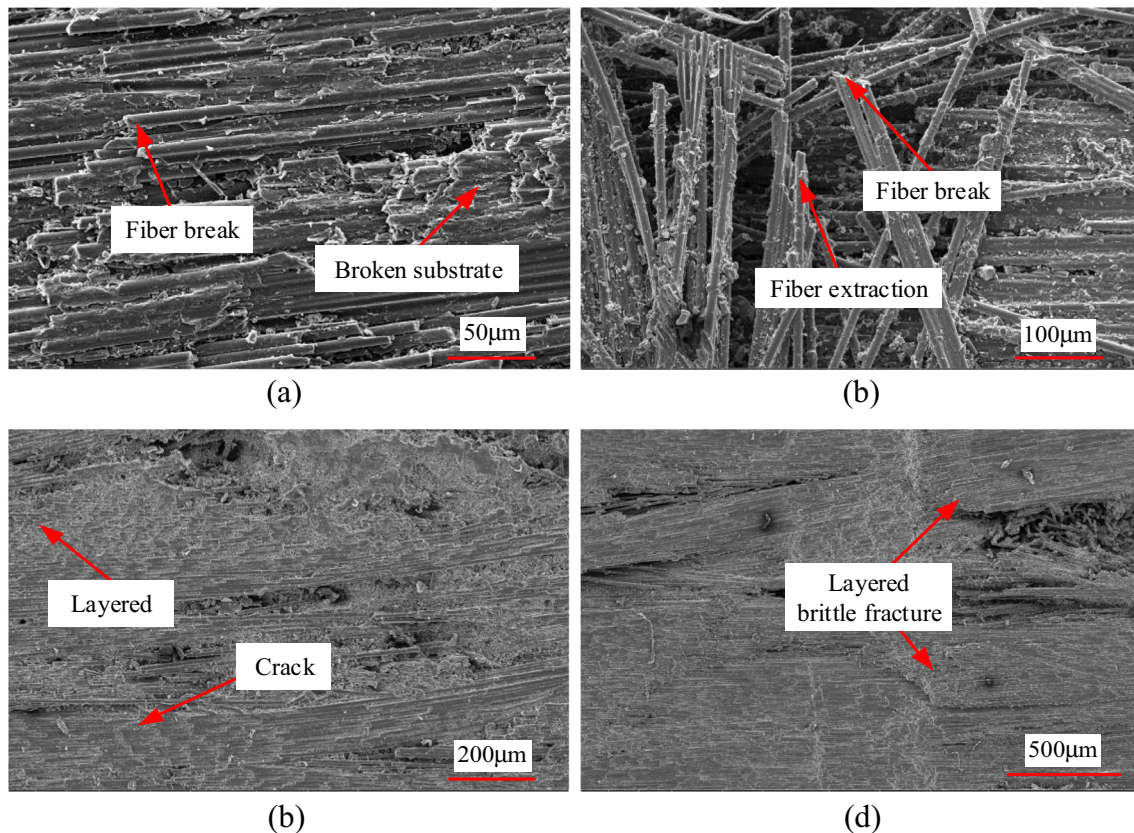 Fiber break
Broken substrate
50μm
(a)
Fiber break
Fiber extraction
100μm
(b)
Layered
Crack
200μm
(b)
Layered
brittle fracture
500μm
(d)